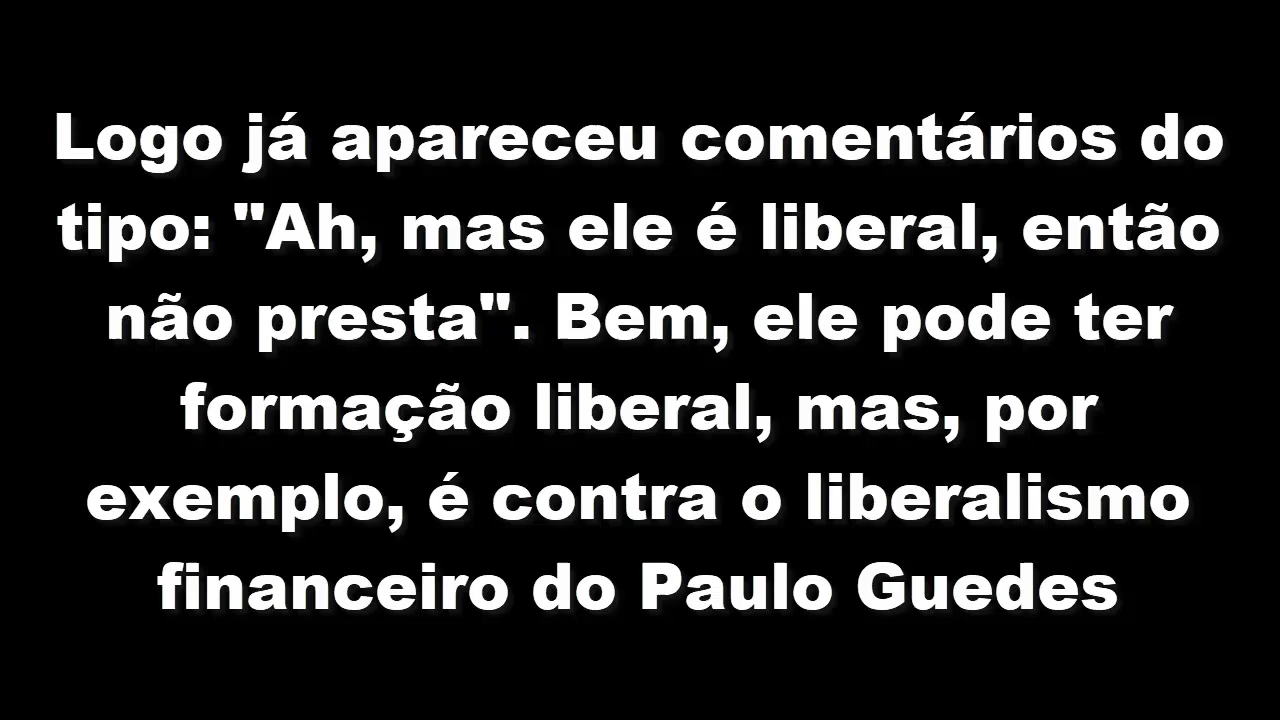 Logo já apareceu comentários do
tipo: "Ah, mas ele é liberal, então
não presta". Bem, ele pode ter
formação liberal, mas, por
exemplo, é contra o liberalismo
financeiro do Paulo Guedes